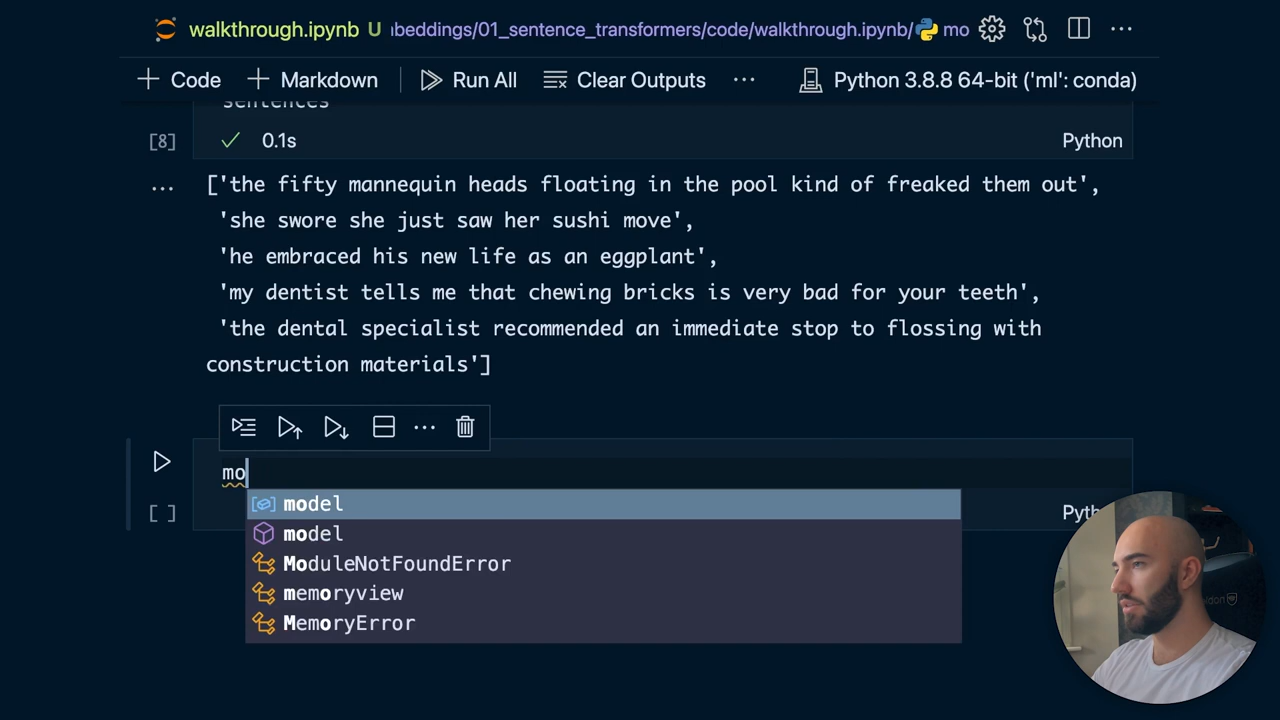 walkthrough.ipynb U beddings/01_sentence_transformers/code/walkthrough.ipynb/ mo
Code Markdown Run All Clear Outputs ... Python 3.8.8 64-bit ('ml': conda)
sentences
[8] 0.1s Python
['the fifty mannequin heads floating in the pool kind of freaked them out',
'she swore she just saw her sushi move',
'he embraced his new life as an eggplant',
'my dentist tells me that chewing bricks is very bad for your teeth',
'the dental specialist recommended an immediate stop to flossing with
construction materials']
mo
model
[ ] Pyth
model
ModuleNotFoundError
memoryview
MemoryError